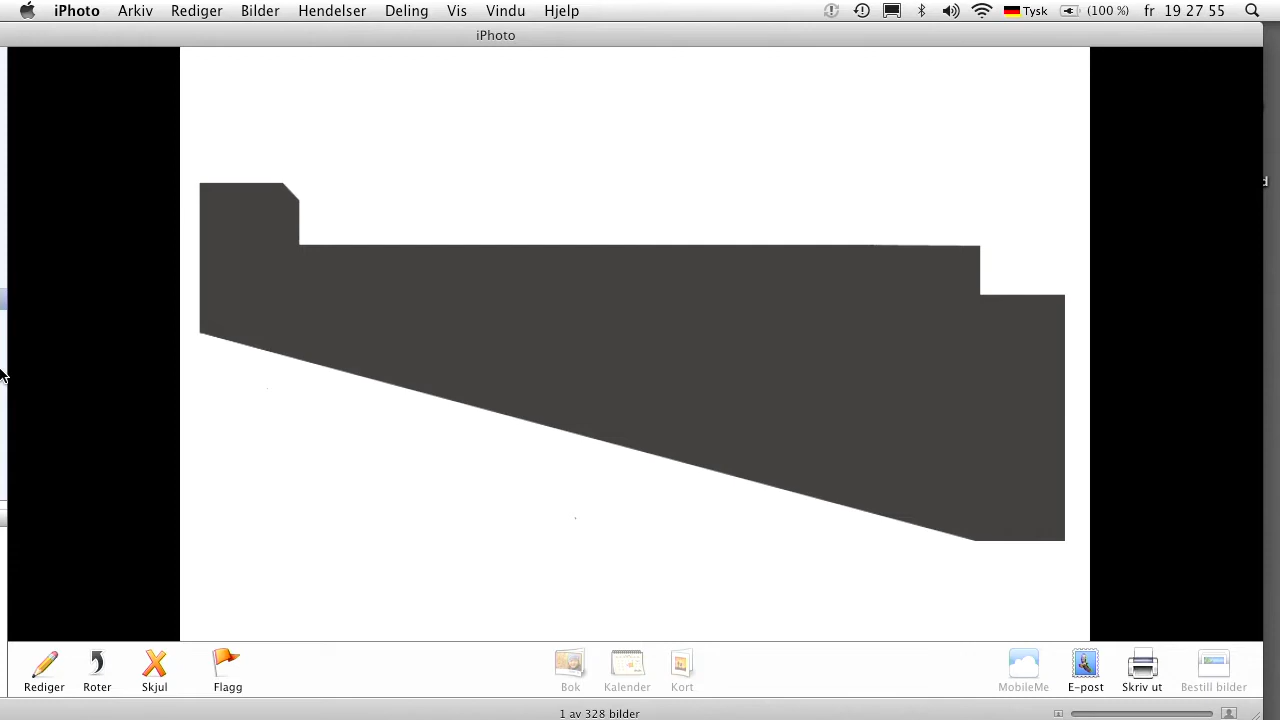 iPhoto Arkiv Rediger Bilder Hendelser Deling Vis Vindu Hjelp Tysk (100 %) fr 19 27 55
iPhoto
d
Rediger Roter Skjul Flagg Bok Kalender Kort MobileMe E-post Skriv ut Bestill bilder
1 av 328 bilder